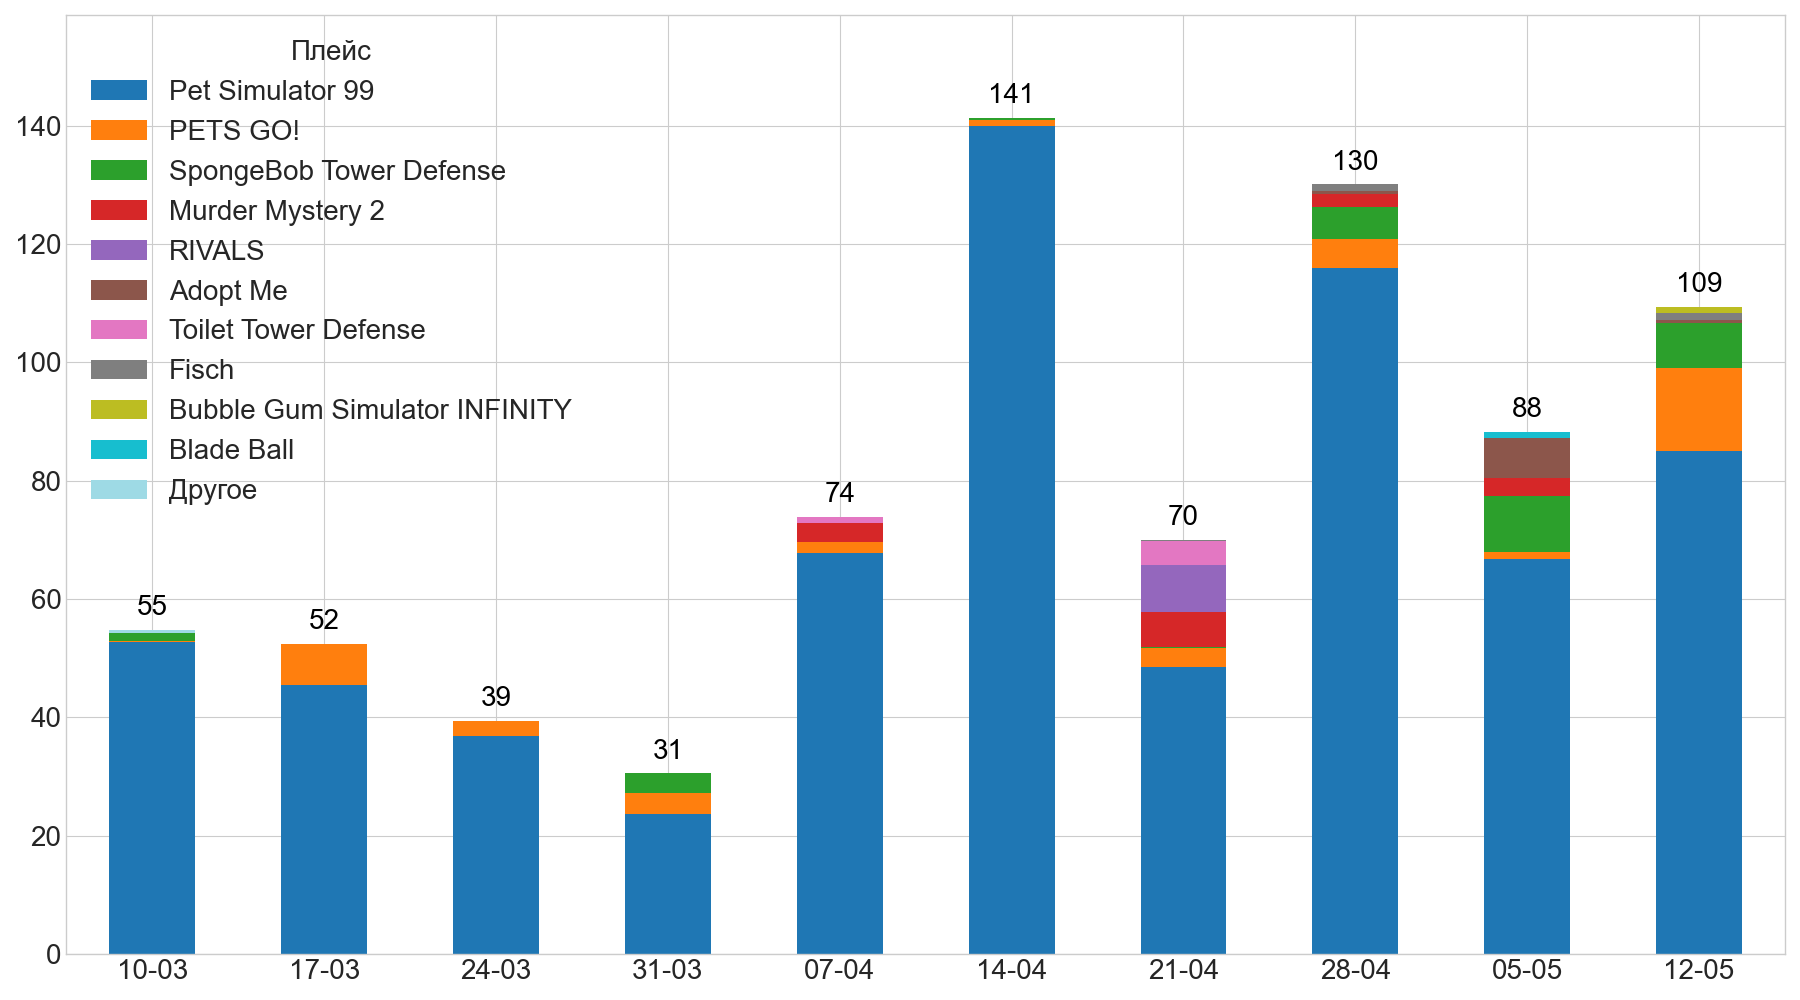 Плейс
Pet Simulator 99
PETS GO!
SpongeBob Tower Defense
Murder Mystery 2
RIVALS
Adopt Me
Toilet Tower Defense
Fisch
Bubble Gum Simulator INFINITY
Blade Ball
Другое
140
120
100
80
60
40
20
0
55
52
39
31
74
141
70
130
88
109
10-03 17-03 24-03 31-03 07-04 14-04 21-04 28-04 05-05 12-05